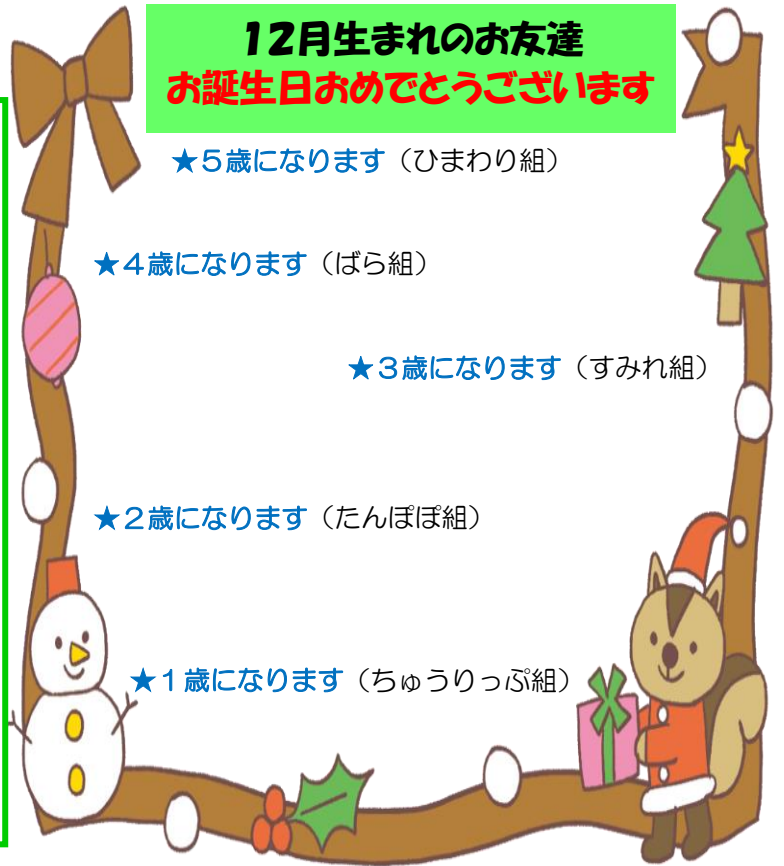 12月生まれのお友達
お誕生日おめでとうございます
★５歳になります（ひまわり組）
★４歳になります（ばら組）
★３歳になります（すみれ組）
★２歳になります（たんぽぽ組）
★１歳になります（ちゅうりっぷ組）